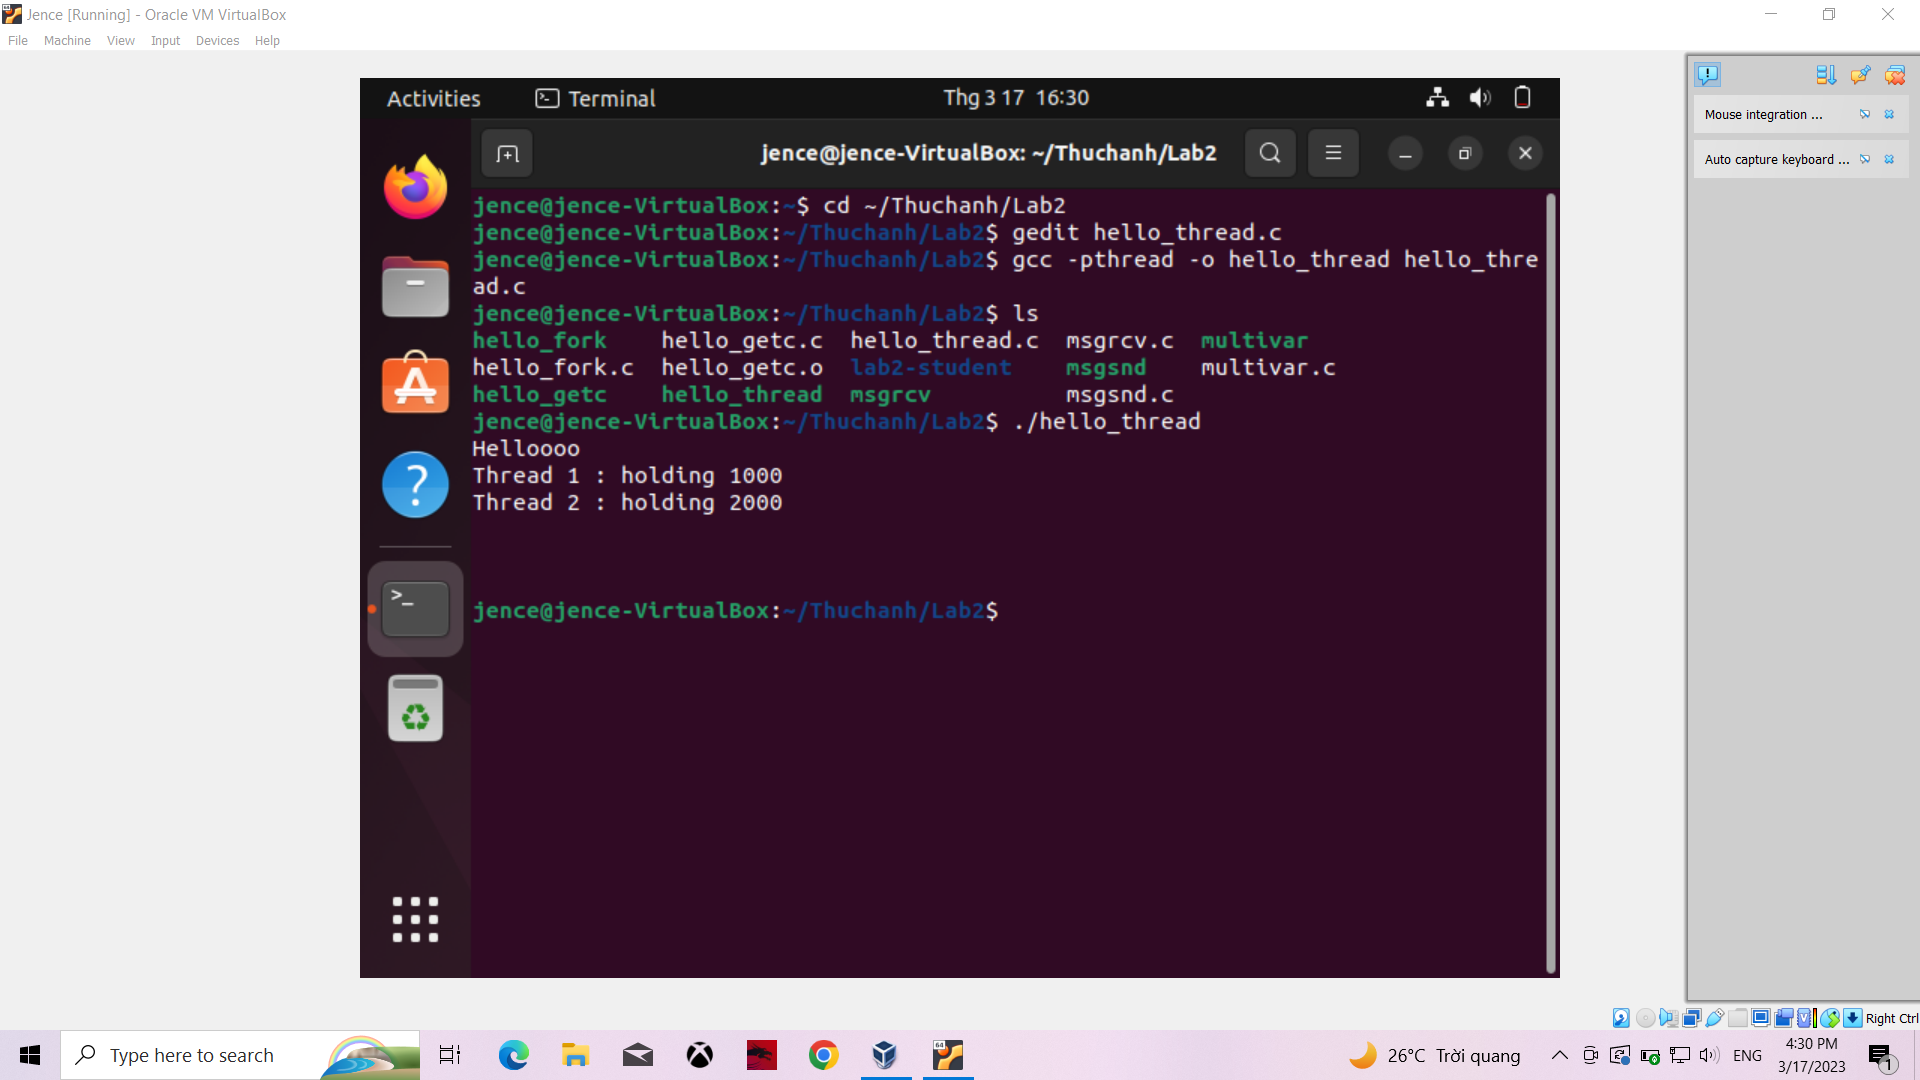 Jence [Running] - Oracle VM VirtualBox
File Machine View Input Devices Help
Activities Terminal Thg 3 17 16:30
jence@jence-VirtualBox: ~/Thuchanh/Lab2
jence@jence-VirtualBox:~$ cd ~/Thuchanh/Lab2
jence@jence-VirtualBox:~/Thuchanh/Lab2$ gedit hello_thread.c
jence@jence-VirtualBox:~/Thuchanh/Lab2$ gcc -pthread -o hello_thread hello_thre
ad.c
jence@jence-VirtualBox:~/Thuchanh/Lab2$ ls
hello_fork hello_getc.c hello_thread.c msgrcv.c multivar
hello_fork.c hello_getc.o lab2-student msgsnd multivar.c
hello_getc hello_thread msgrcv msgsnd.c
jence@jence-VirtualBox:~/Thuchanh/Lab2$ ./hello_thread
Helloooo
Thread 1 : holding 1000
Thread 2 : holding 2000
jence@jence-VirtualBox:~/Thuchanh/Lab2$
Mouse integration ...
Auto capture keyboard ...
Right Ctrl
Type here to search
26°C Trời quang
ENG
4:30 PM
3/17/2023
1